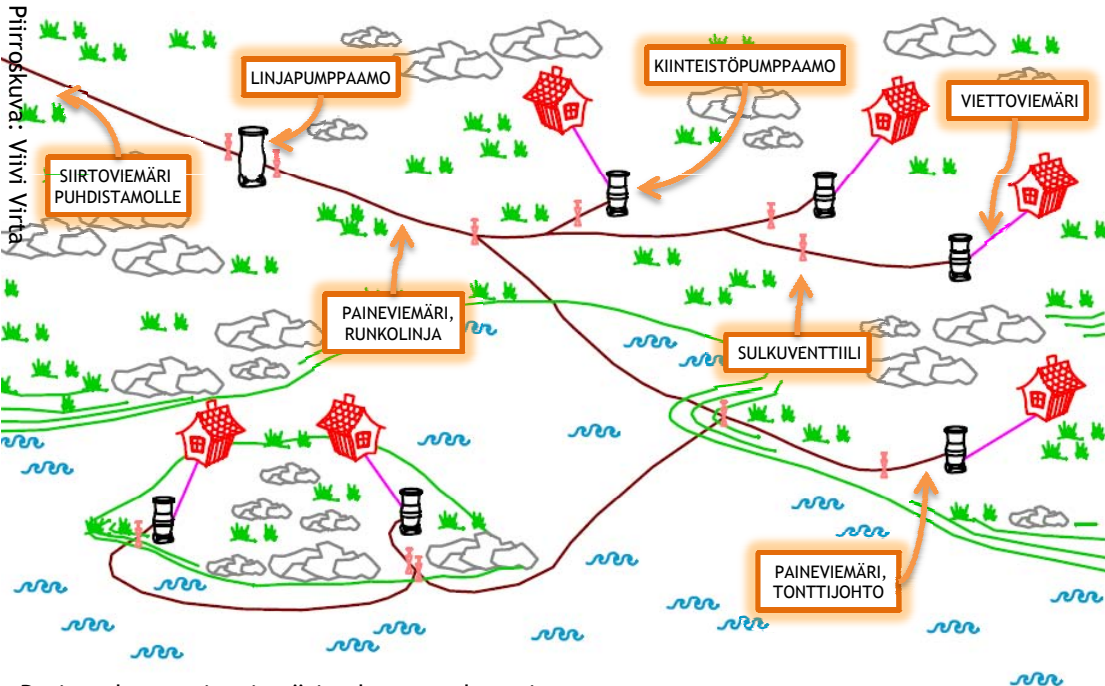 Piirroskuva: Viivi Virta
LINJAPUMPPAAMO
KIINTEISTÖPUMPPAAMO
VIETTOVIEMÄRI
SIIRTOVIEMÄRI
PUHDISTAMOLLE
PAINEVIEMÄRI,
RUNKOLINJA
SULKUVENTTIILI
PAINEVIEMÄRI,
TONTTIJOHTO